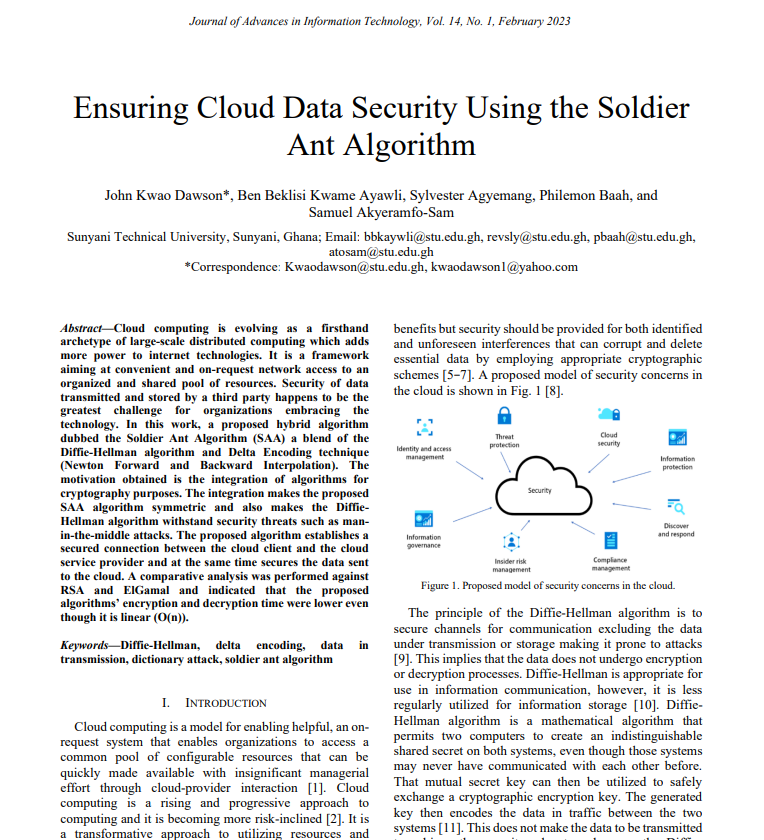 Journal of Advances in Information Technology, Vol. 14, No. 1, February 2023
Ensuring Cloud Data Security Using the Soldier
Ant Algorithm
John Kwao Dawson*, Ben Beklisi Kwame Ayawli, Sylvester Agyemang, Philemon Baah, and
Samuel Akyeramfo-Sam
Sunyani Technical University, Sunyani, Ghana; Email: bbkaywli@stu.edu.gh, revsly@stu.edu.gh, pbaah@stu.edu.gh,
atosam@stu.edu.gh
*Correspondence: Kwaodawson@stu.edu.gh, kwaodawson1@yahoo.com
Abstract—Cloud computing is evolving as a firsthand
archetype of large-scale distributed computing which adds
more power to internet technologies. It is a framework
aiming at convenient and on-request network access to an
organized and shared pool of resources. Security of data
transmitted and stored by a third party happens to be the
greatest challenge for organizations embracing the
technology. In this work, a proposed hybrid algorithm
dubbed the Soldier Ant Algorithm (SAA) a blend of the
Diffie-Hellman algorithm and Delta Encoding technique
(Newton Forward and Backward Interpolation). The
motivation obtained is the integration of algorithms for
cryptography purposes. The integration makes the proposed
SAA algorithm symmetric and also makes the Diffie-
Hellman algorithm withstand security threats such as man-
in-the-middle attacks. The proposed algorithm establishes a
secured connection between the cloud client and the cloud
service provider and at the same time secures the data sent
to the cloud. A comparative analysis was performed against
RSA and ElGamal and indicated that the proposed
algorithms' encryption and decryption time were lower even
though it is linear (O(n)).
Keywords—Diffie-Hellman, delta encoding, data in
transmission, dictionary attack, soldier ant algorithm
I. INTRODUCTION
Cloud computing is a model for enabling helpful, an on-
request system that enables organizations to access a
common pool of configurable resources that can be
quickly made available with insignificant managerial
effort through cloud-provider interaction [1]. Cloud
computing is a rising and progressive approach to
computing and it is becoming more risk-inclined [2]. It is
a transformative approach to utilizing resources and
benefits but security should be provided for both identified
and unforeseen interferences that can corrupt and delete
essential data by employing appropriate cryptographic
schemes [5–7]. A proposed model of security concerns in
the cloud is shown in Fig. 1 [8].
Identity and access
management
Threat
protection
Cloud
security
Information
protection
Security
Information
governance
Insider risk
management
Compliance
management
Discover
and respond
Figure 1. Proposed model of security concerns in the cloud.
The principle of the Diffie-Hellman algorithm is to
secure channels for communication excluding the data
under transmission or storage making it prone to attacks
[9]. This implies that the data does not undergo encryption
or decryption processes. Diffie-Hellman is appropriate for
use in information communication, however, it is less
regularly utilized for information storage [10]. Diffie-
Hellman algorithm is a mathematical algorithm that
permits two computers to create an indistinguishable
shared secret on both systems, even though those systems
may never have communicated with each other before.
That mutual secret key can then be utilized to safely
exchange a cryptographic encryption key. The generated
key then encodes the data in traffic between the two
systems [11]. This does not make the data to be transmitted